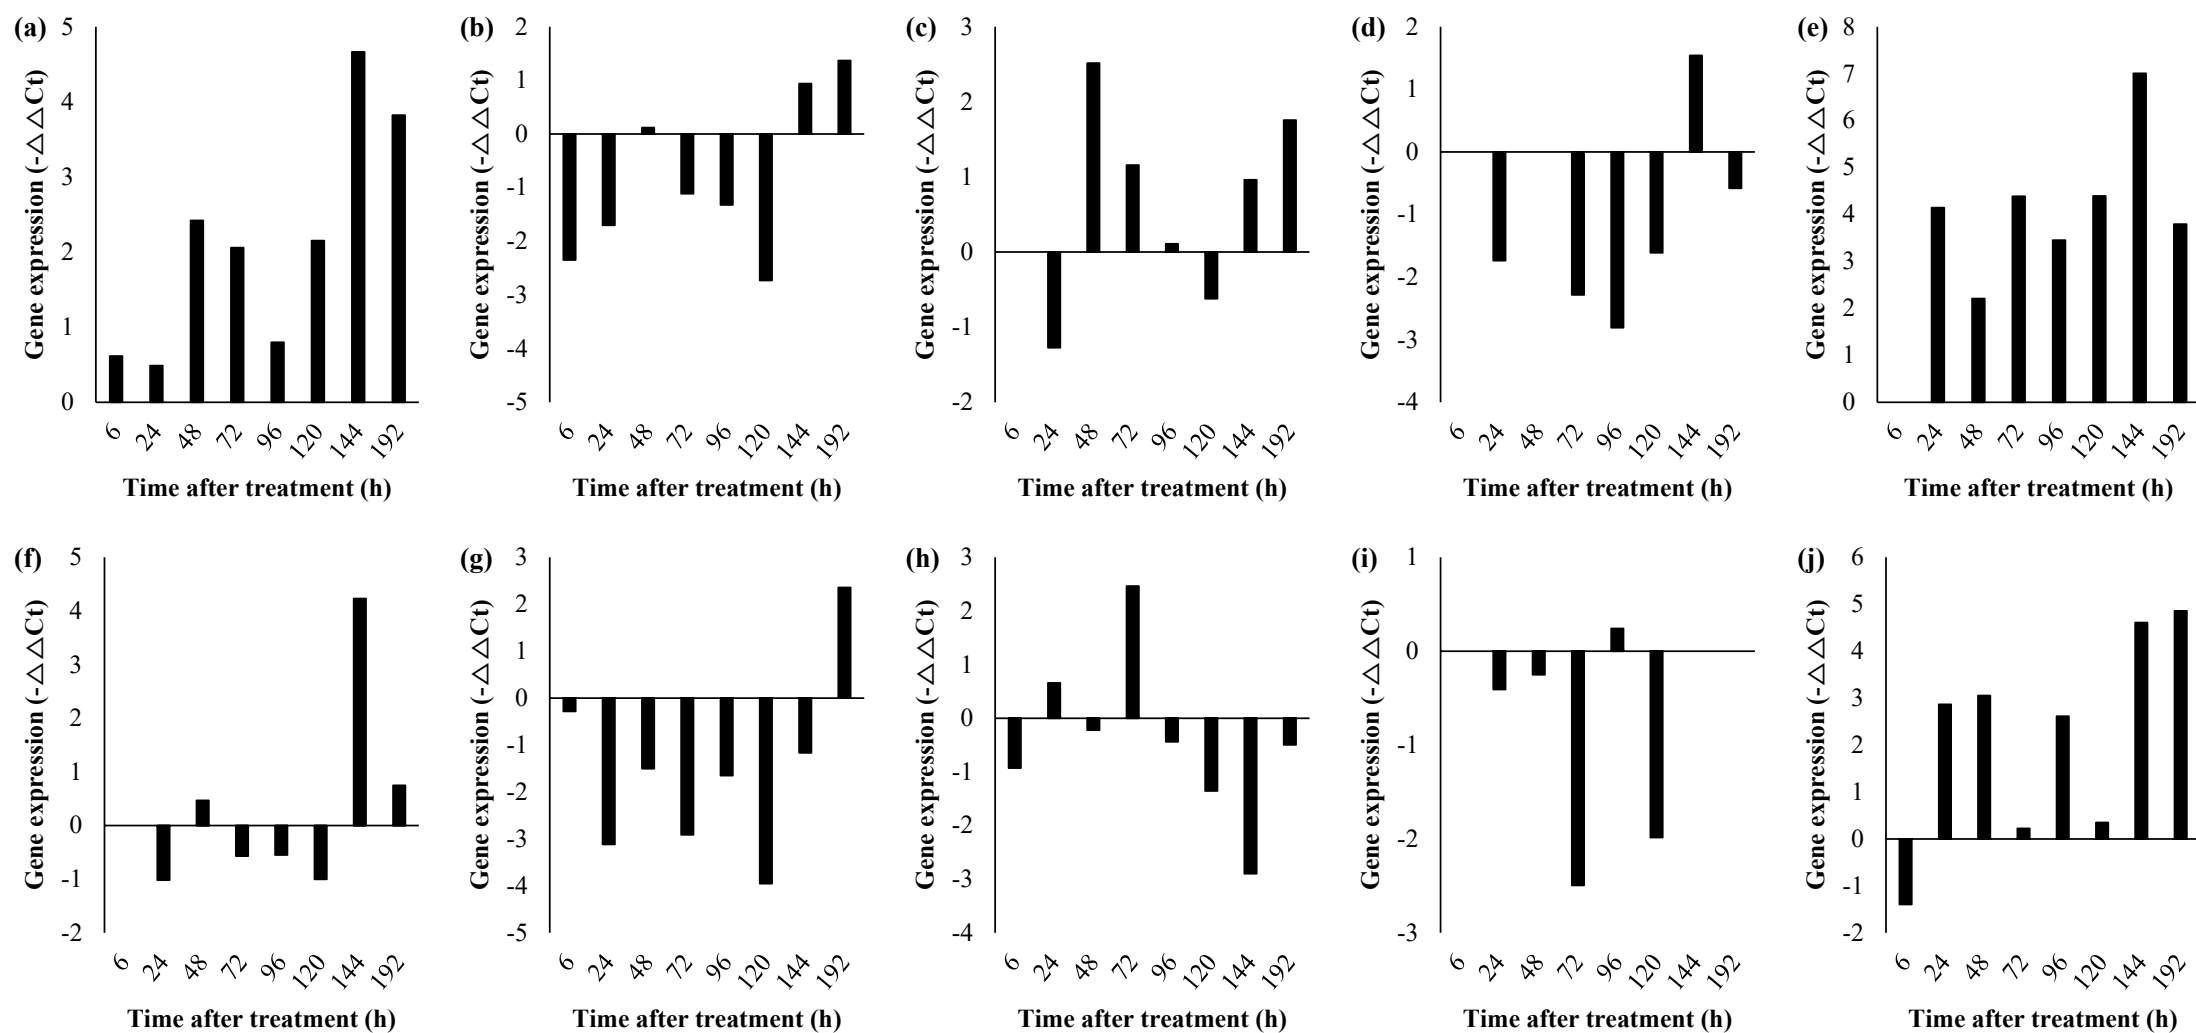 (a)
Gene expression (-△△Ct)
5
4
3
2
1
0
6 24 48 72 96 120 144 192
Time after treatment (h)
(b)
Gene expression (-△△Ct)
2
1
0
-1
-2
-3
-4
-5
6 24 48 72 96 120 144 192
Time after treatment (h)
(c)
Gene expression (-△△Ct)
3
2
1
0
-1
-2
6 24 48 72 96 120 144 192
Time after treatment (h)
(d)
Gene expression (-△△Ct)
2
1
0
-1
-2
-3
-4
6 24 48 72 96 120 144 192
Time after treatment (h)
(e)
Gene expression (-△△Ct)
8
7
6
5
4
3
2
1
0
6 24 48 72 96 120 144 192
Time after treatment (h)
(f)
Gene expression (-△△Ct)
5
4
3
2
1
0
-1
-2
6 24 48 72 96 120 144 192
Time after treatment (h)
(g)
Gene expression (-△△Ct)
3
2
1
0
-1
-2
-3
-4
-5
6 24 48 72 96 120 144 192
Time after treatment (h)
(h)
Gene expression (-△△Ct)
3
2
1
0
-1
-2
-3
-4
6 24 48 72 96 120 144 192
Time after treatment (h)
(i)
Gene expression (-△△Ct)
1
0
-1
-2
-3
6 24 48 72 96 120 144 192
Time after treatment (h)
(j)
Gene expression (-△△Ct)
6
5
4
3
2
1
0
-1
-2
6 24 48 72 96 120 144 192
Time after treatment (h)